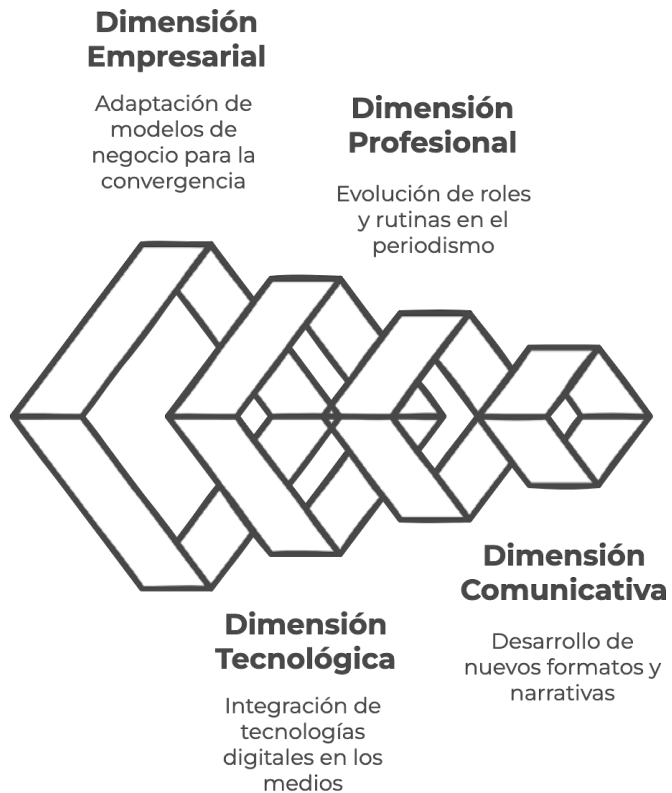 Dimensión
Empresarial
Adaptación de
modelos de
negocio para la
convergencia
Dimensión
Profesional
Evolución de roles
y rutinas en el
periodismo
Dimensión
Tecnológica
Integración de
tecnologías
digitales en los
medios
Dimensión
Comunicativa
Desarrollo de
nuevos formatos y
narrativas